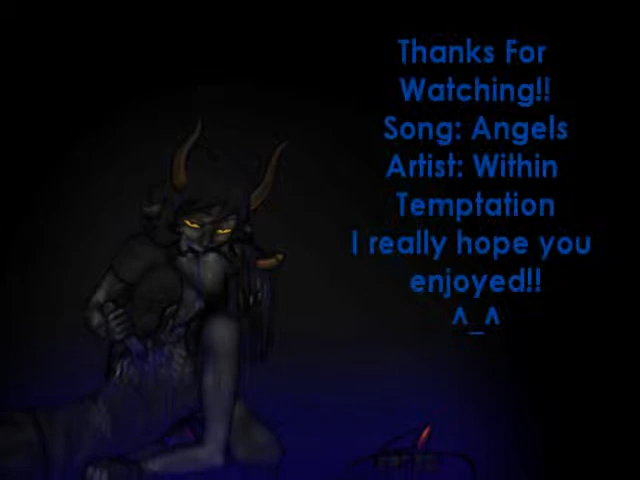 Thanks For
Watching!!
Song: Angels
Artist: Within
Temptation
I really hope you
enjoyed!!
^_^